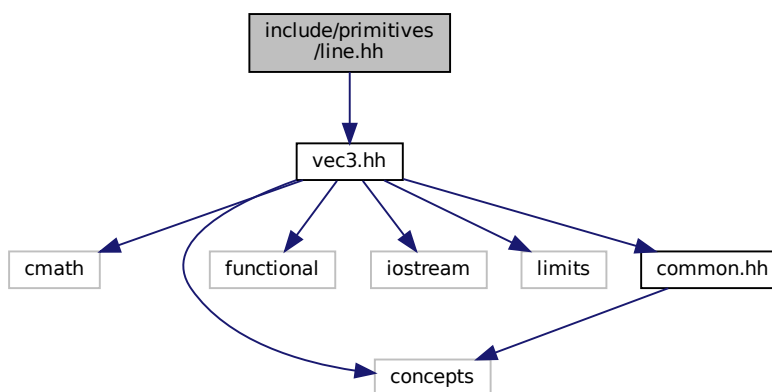 include/primitives
/line.hh
vec3.hh
cmath
functional
iostream
limits
common.hh
concepts